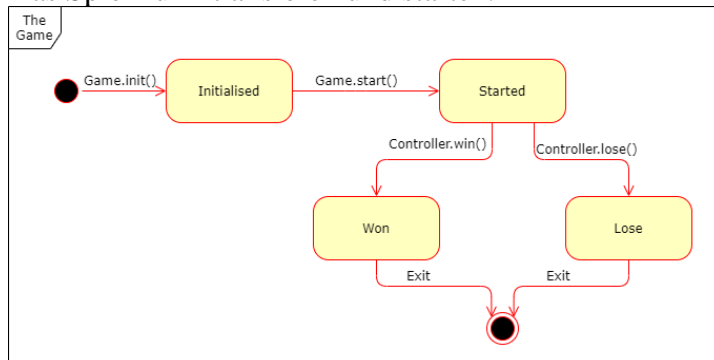 The
Game
Game.init()
Initialised
Game.start()
Started
Controller.win()
Controller.lose()
Won
Lose
Exit
Exit